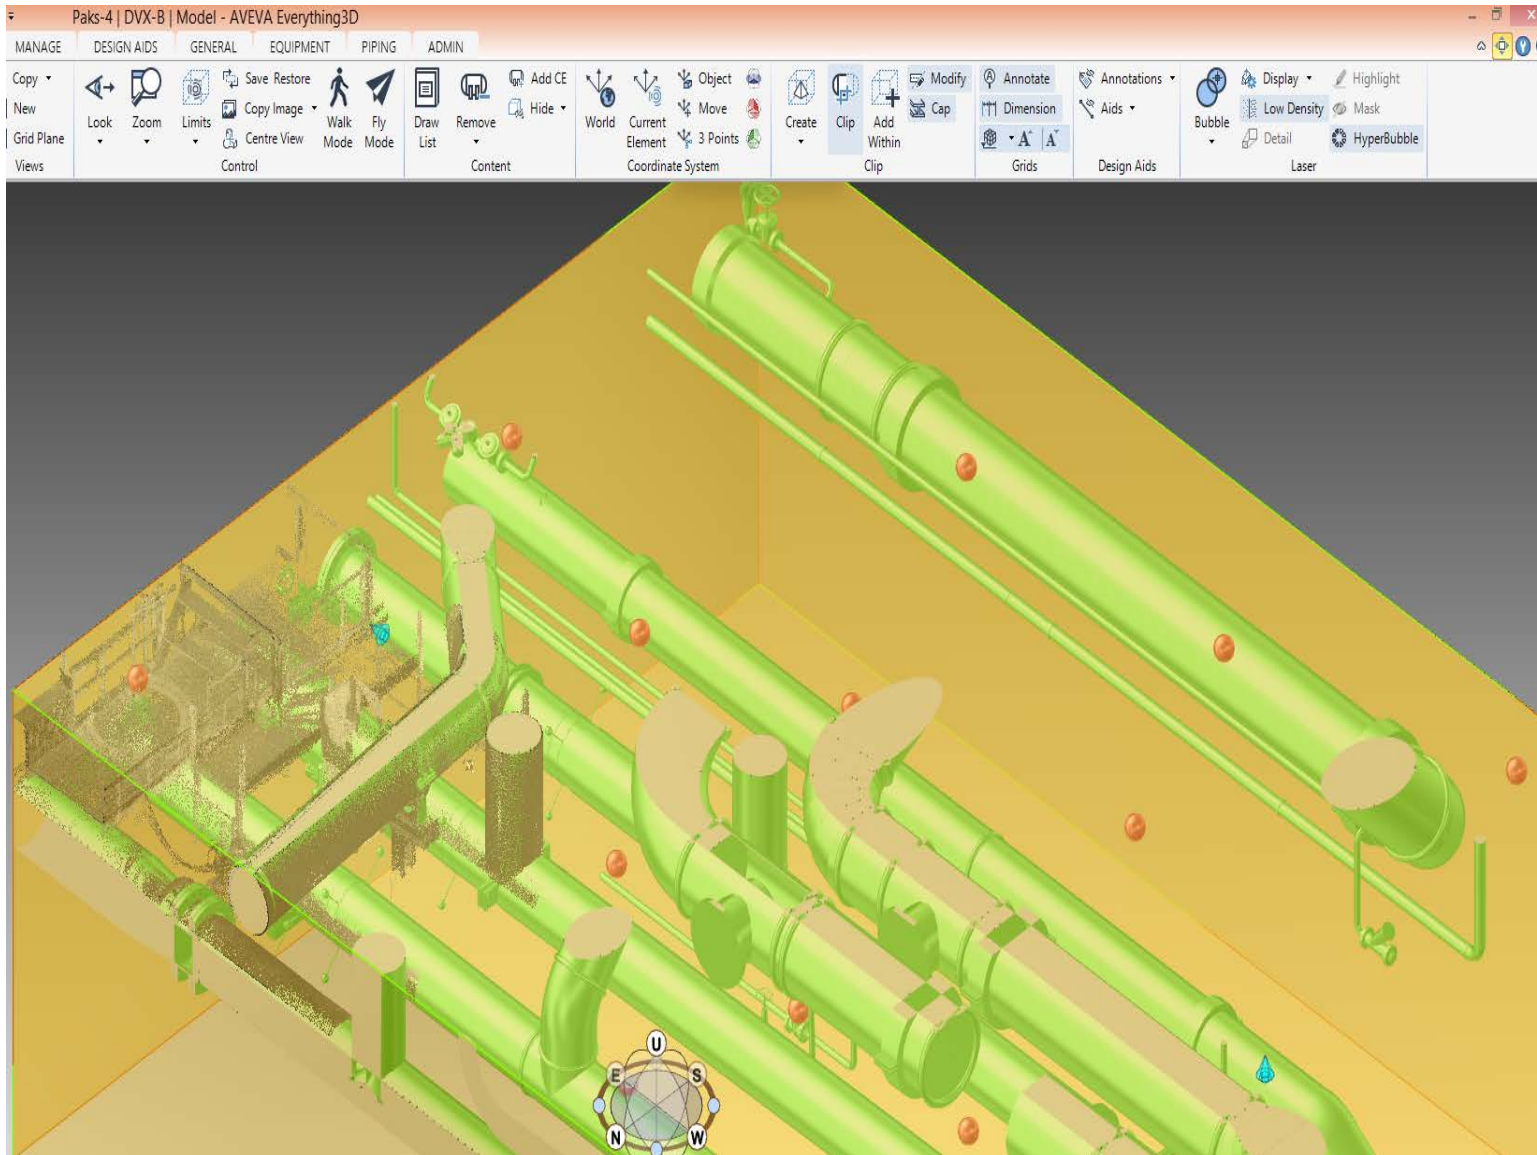 Paks-4 | DVX-B | Model - AVEVA Everything3D
MANAGE DESIGN AIDS GENERAL EQUIPMENT PIPING ADMIN
Copy Save Restore Add CE Object Modify Annotate Annotations Display Highlight
New Copy Image Hide Move Dimension Aids Low Density Mask
Look Zoom Limits Draw Remove World Current Create Clip Add Cap Bubble
Walk Fly List Element Within
Grid Plane Centre View Mode Mode 3 Points A A Detail HyperBubble
Views Control Content Coordinate System Clip Grids Design Aids Laser
U
E S
N W